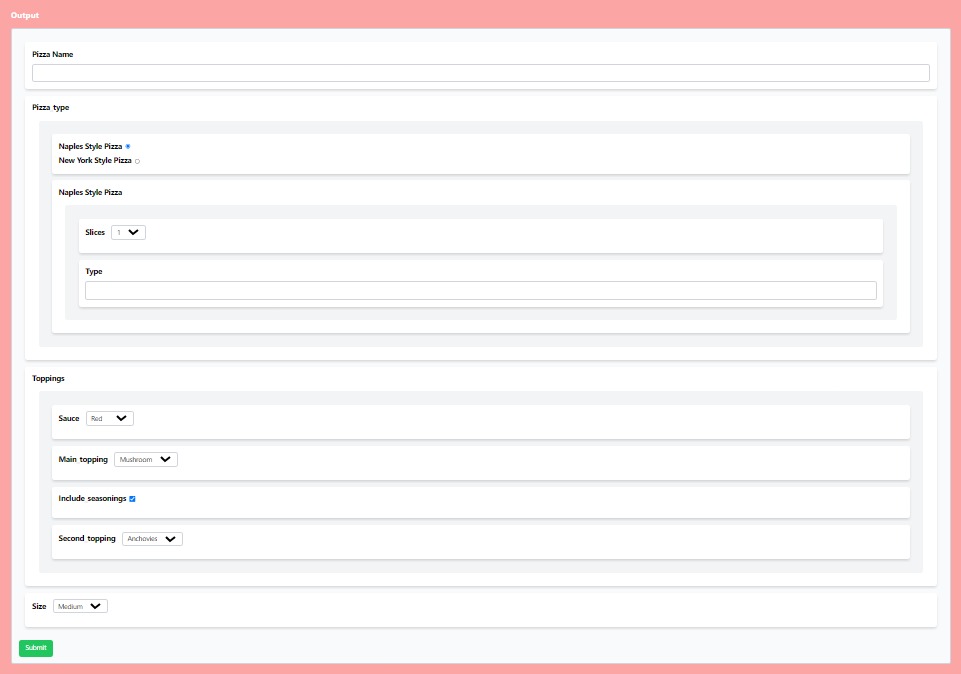 Output
Pizza Name
Pizza type
Naples Style Pizza
New York Style Pizza
Naples Style Pizza
Slices 1
Type
Toppings
Sauce Red
Main topping Mushroom
Include seasonings
Second topping Anchovies
Size Medium
Submit